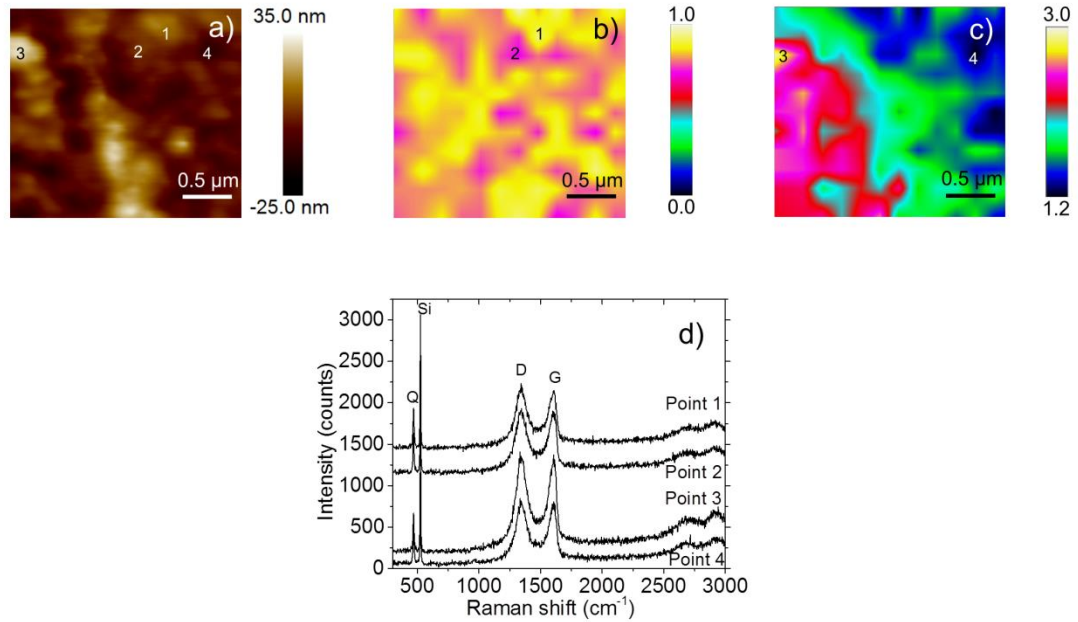 a)
35.0 nm
1
2
3
4
0.5 µm
-25.0 nm
b)
1.0
1
2
0.5 µm
0.0
c)
3.0
3
4
0.5 µm
1.2
d)
3000
2500
2000
1500
1000
500
0
Intensity (counts)
Si
Q
D
G
Point 1
Point 2
Point 3
Point 4
500 1000 1500 2000 2500 3000
Raman shift (cm⁻¹)